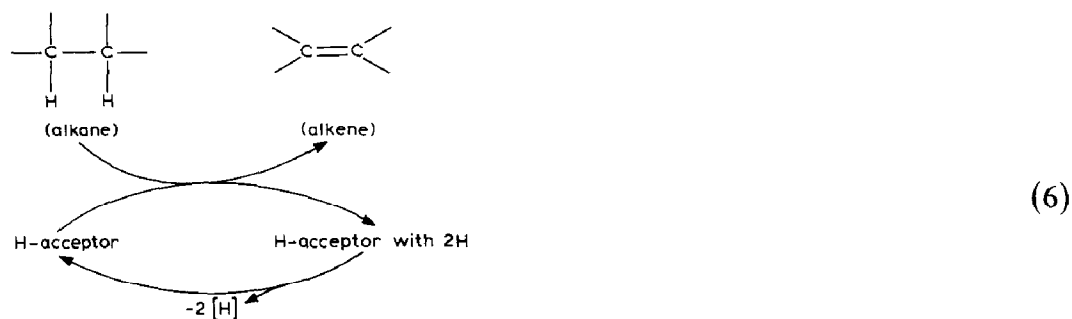 C C C C
H H
(alkane) (alkene)
(6)
H-acceptor H-acceptor with 2H
-2 [H]